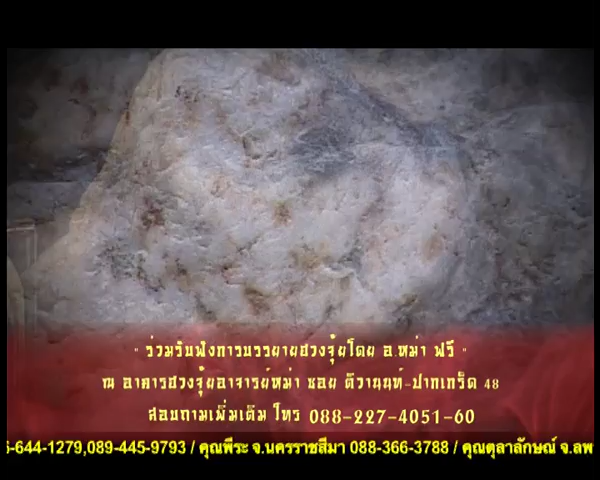 " ร่วมรับฟังการบรรยายฮวงจุ้ยโดย อ.หม่า ฟรี "
ณ อาคารฮวงจุ้ยอาจารย์หม่า ซอย ติวานนท์-ปากเกร็ด 48
สอบถามเพิ่มเติม โทร 088-227-4051-60
6-644-1279,089-445-9793 / คุณพีระ จ.นครราชสีมา 088-366-3788 / คุณตุลาลักษณ์ จ.ลพ